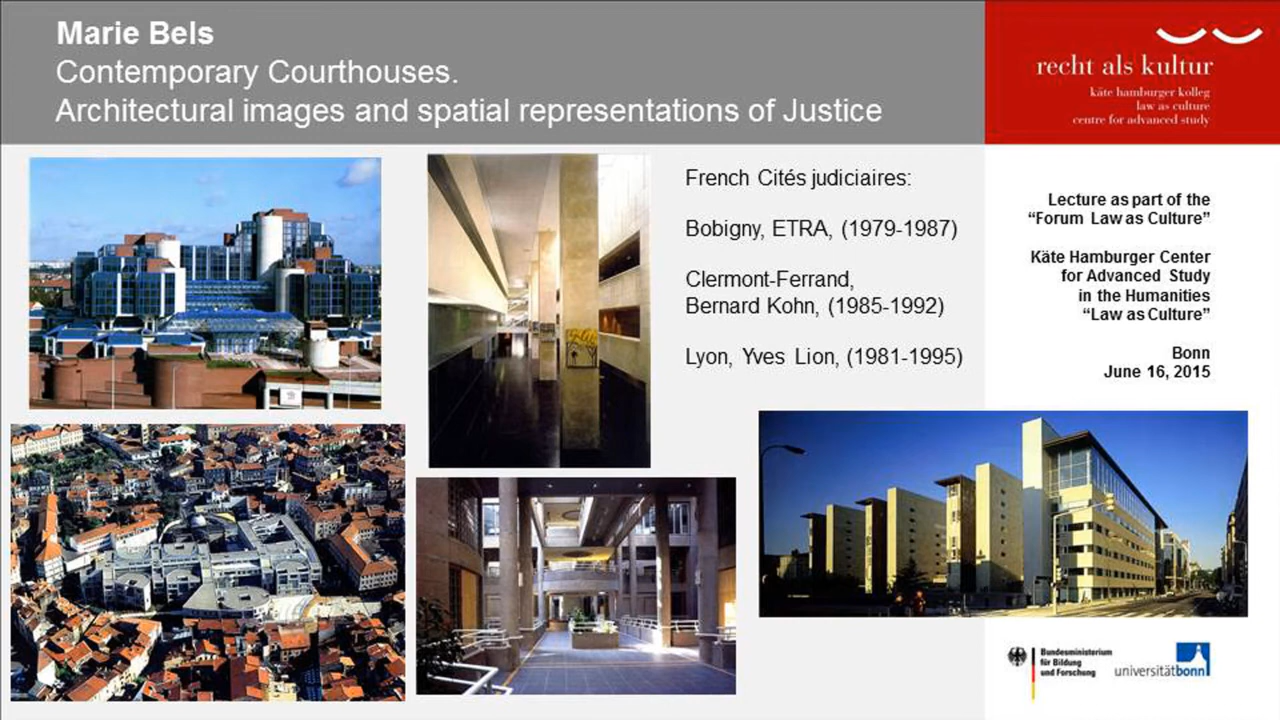 Marie Bels
Contemporary Courthouses.
Architectural images and spatial representations of Justice
recht als kultur
käte hamburger kolleg
law as culture
centre for advanced study
French Cités judiciaires:
Bobigny, ETRA, (1979-1987)
Clermont-Ferrand,
Bernard Kohn, (1985-1992)
Lyon, Yves Lion, (1981-1995)
Lecture as part of the
“Forum Law as Culture”
Käte Hamburger Center
for Advanced Study
in the Humanities
“Law as Culture”
Bonn
June 16, 2015
Bundesministerium
für Bildung
und Forschung
universitätbonn